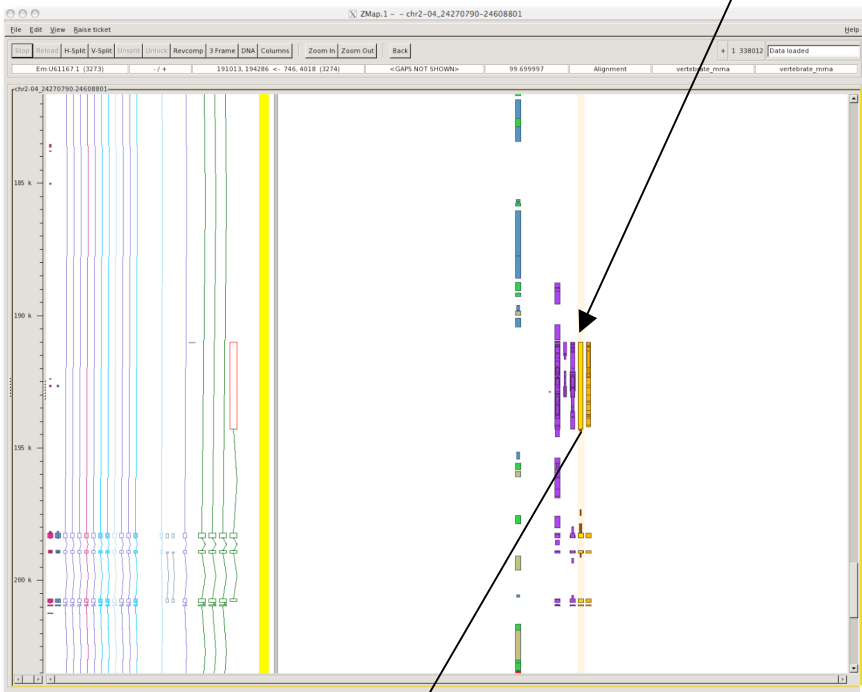 ZMap.1 - - chr2-04_24270790-24608801
File Edit View Raise ticket Help
Stop Reload H-Split V-Split Unsplit Unlock Revcomp 3 Frame DNA Columns Zoom In Zoom Out Back + 1 338012 Data loaded
Em:U61167.1 (3273) - / + 191013, 194286 <- 746, 4018 (3274) <GAPS NOT SHOWN> 99.699997 Alignment vertebrate_mrna vertebrate_mrna
chr2-04_24270790-24608801
185 k
190 k
195 k
200 k